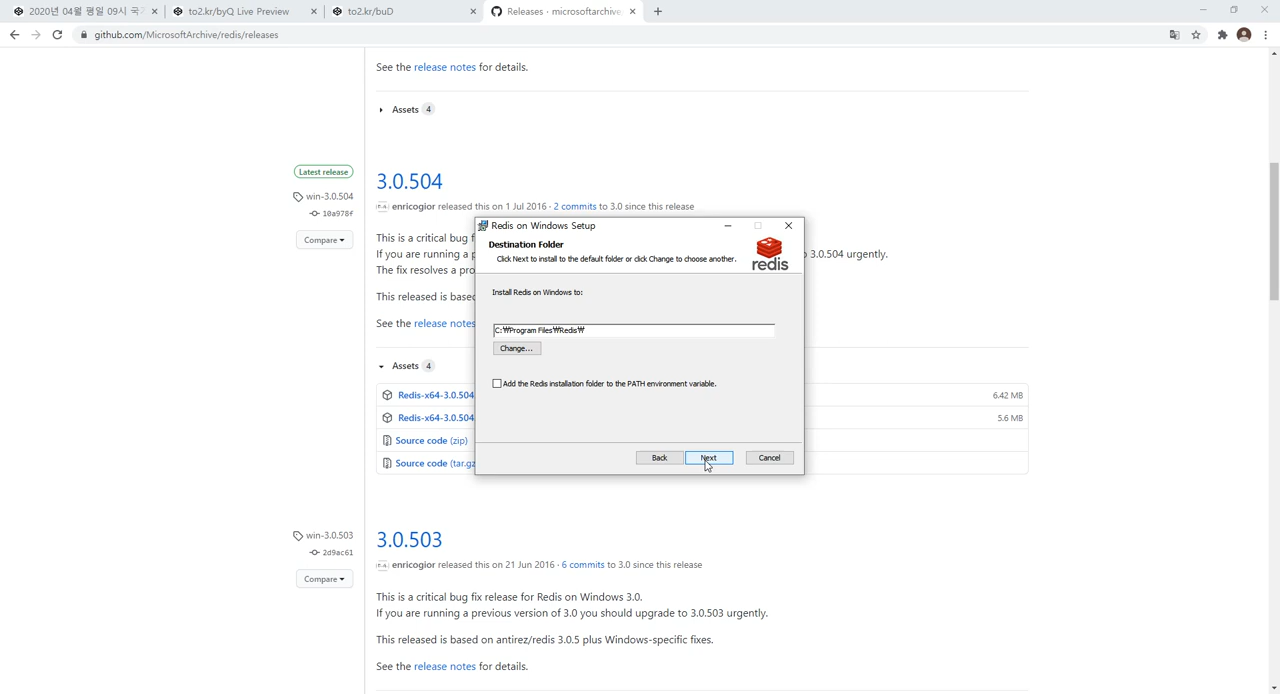 2020년 04월 평일 09시 국
to2.kr/byQ Live Preview
to2.kr/buD
Releases · microsoftarchive
github.com/MicrosoftArchive/redis/releases
See the release notes for details.
Assets 4
Latest release
3.0.504
win-3.0.504
enricogior released this on 1 Jul 2016 · 2 commits to 3.0 since this release
10a978f
Compare
This is a critical bug f
If you are running a p
3.0.504 urgently.
The fix resolves a pro
This released is based
See the release notes
Assets 4
Redis-x64-3.0.504
6.42 MB
Redis-x64-3.0.504
5.6 MB
Source code (zip)
Source code (tar.gz
Redis on Windows Setup
Destination Folder
Click Next to install to the default folder or click Change to choose another.
redis
Install Redis on Windows to:
C:₩Program Files₩Redis₩
Change...
Add the Redis installation folder to the PATH environment variable.
Back
Next
Cancel
win-3.0.503
3.0.503
2d9ac61
enricogior released this on 21 Jun 2016 · 6 commits to 3.0 since this release
Compare
This is a critical bug fix release for Redis on Windows 3.0.
If you are running a previous version of 3.0 you should upgrade to 3.0.503 urgently.
This released is based on antirez/redis 3.0.5 plus Windows-specific fixes.
See the release notes for details.